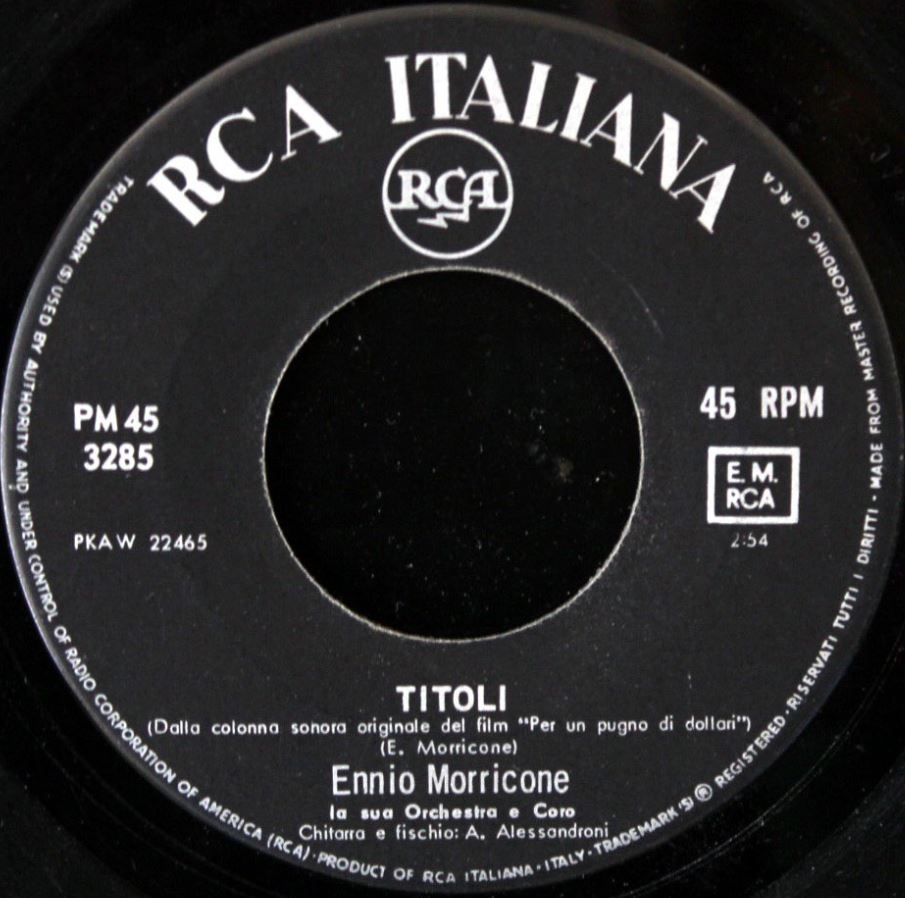 RCA ITALIANA
RCA
PM 45
3285
PKAW 22465
45 RPM
E. M.
RCA
2:54
TITOLI
(Dalla colonna sonora originale del film "Per un pugno di dollari")
(E. Morricone)
Ennio Morricone
la sua Orchestra e Coro
Chitarra e fischio: A. Alessandroni
TRADEMARK (S) USED BY AUTHORITY AND UNDER CONTROL OF RADIO CORPORATION OF AMERICA (RCA) · PRODUCT OF RCA ITALIANA · ITALY · TRADEMARK (S) ® REGISTERED · RISERVATI TUTTI I DIRITTI · MADE FROM MASTER RECORDING OF RCA